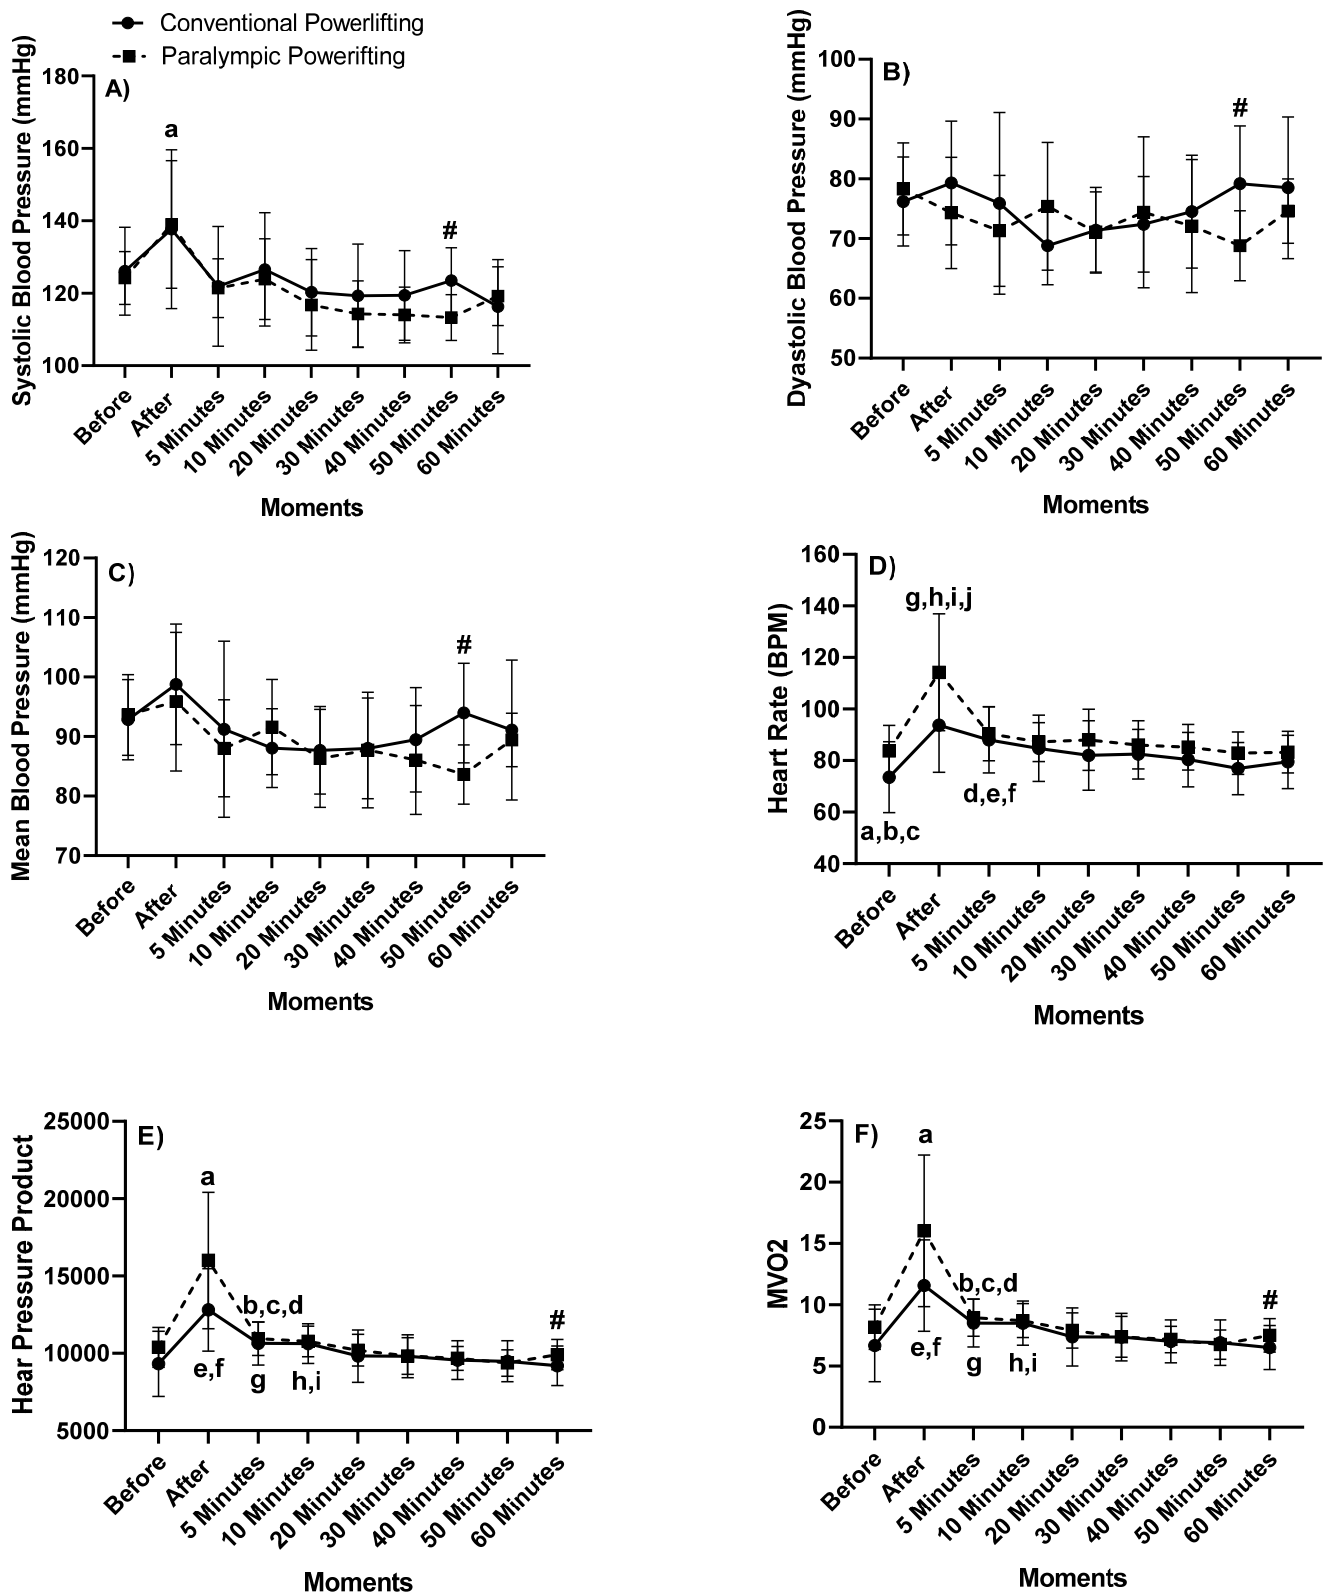 Conventional Powerlifting
Paralympic Powerifting
A)
Systolic Blood Pressure (mmHg)
180
160
140
120
100
a
#
Before
After
5 Minutes
10 Minutes
20 Minutes
30 Minutes
40 Minutes
50 Minutes
60 Minutes
Moments
B)
Dyastolic Blood Pressure (mmHg)
100
90
80
70
60
50
#
Before
After
5 Minutes
10 Minutes
20 Minutes
30 Minutes
40 Minutes
50 Minutes
60 Minutes
Moments
C)
Mean Blood Pressure (mmHg)
120
110
100
90
80
70
#
Before
After
5 Minutes
10 Minutes
20 Minutes
30 Minutes
40 Minutes
50 Minutes
60 Minutes
Moments
D)
Heart Rate (BPM)
160
140
120
100
80
60
40
g,h,i,j
d,e,f
a,b,c
Before
After
5 Minutes
10 Minutes
20 Minutes
30 Minutes
40 Minutes
50 Minutes
60 Minutes
Moments
E)
Hear Pressure Product
25000
20000
15000
10000
5000
a
b,c,d
#
e,f
g
h,i
Before
After
5 Minutes
10 Minutes
20 Minutes
30 Minutes
40 Minutes
50 Minutes
60 Minutes
Moments
F)
MVO2
25
20
15
10
5
0
a
b,c,d
#
e,f
g
h,i
Before
After
5 Minutes
10 Minutes
20 Minutes
30 Minutes
40 Minutes
50 Minutes
60 Minutes
Moments